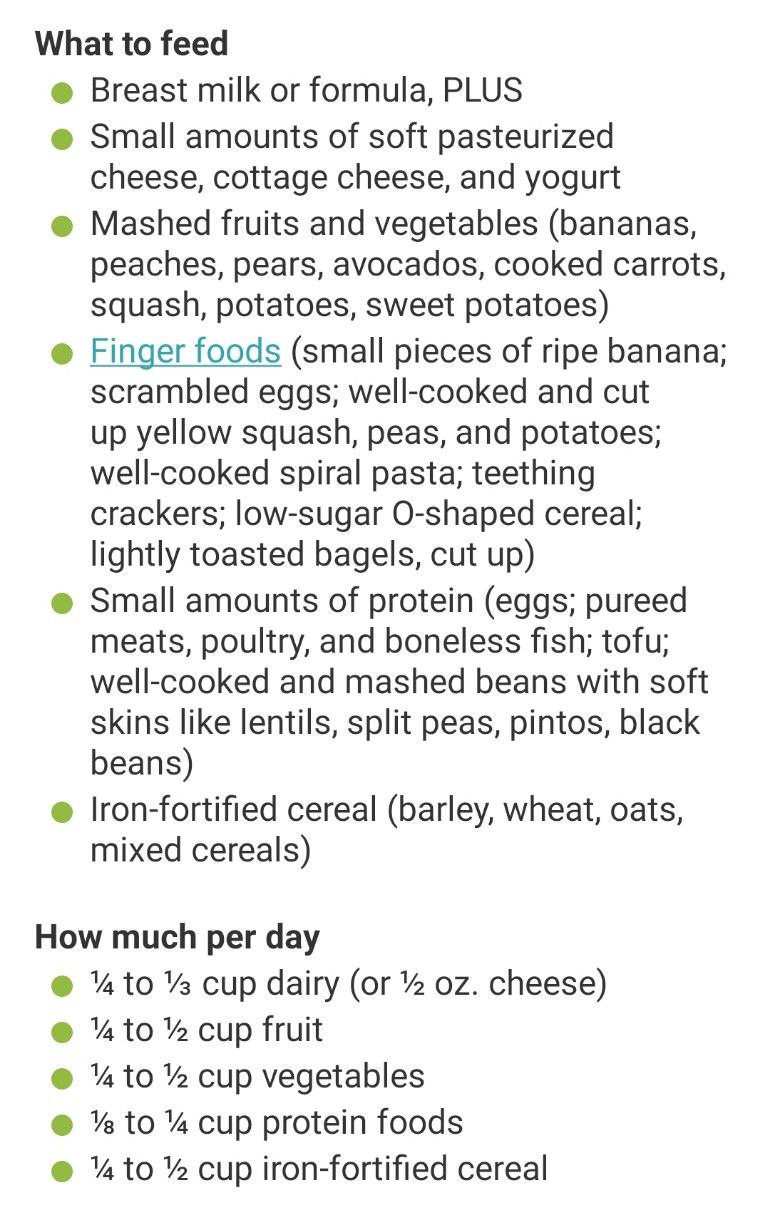 What to feed
Breast milk or formula, PLUS
Small amounts of soft pasteurized
cheese, cottage cheese, and yogurt
Mashed fruits and vegetables (bananas,
peaches, pears, avocados, cooked carrots,
squash, potatoes, sweet potatoes)
Finger foods (small pieces of ripe banana;
scrambled eggs; well-cooked and cut
up yellow squash, peas, and potatoes;
well-cooked spiral pasta; teething
crackers; low-sugar O-shaped cereal;
lightly toasted bagels, cut up)
Small amounts of protein (eggs; pureed
meats, poultry, and boneless fish; tofu;
well-cooked and mashed beans with soft
skins like lentils, split peas, pintos, black
beans)
Iron-fortified cereal (barley, wheat, oats,
mixed cereals)
How much per day
¼ to ⅓ cup dairy (or ½ oz. cheese)
¼ to ½ cup fruit
¼ to ½ cup vegetables
⅛ to ¼ cup protein foods
¼ to ½ cup iron-fortified cereal